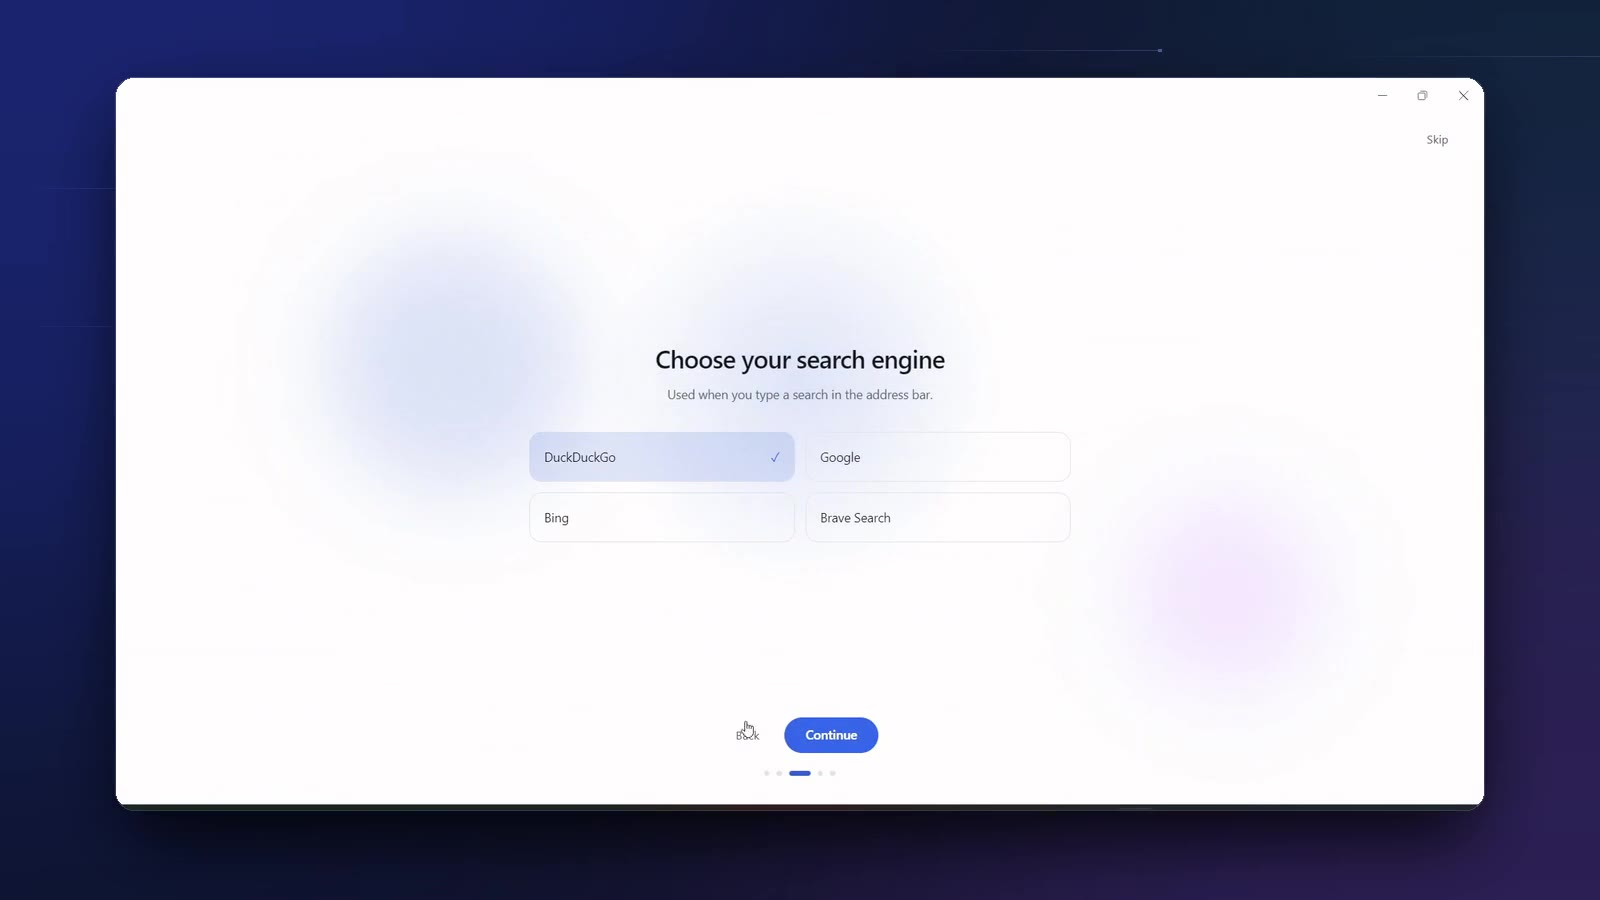 Skip
Choose your search engine
Used when you type a search in the address bar.
DuckDuckGo ✓
Google
Bing
Brave Search
Back
Continue